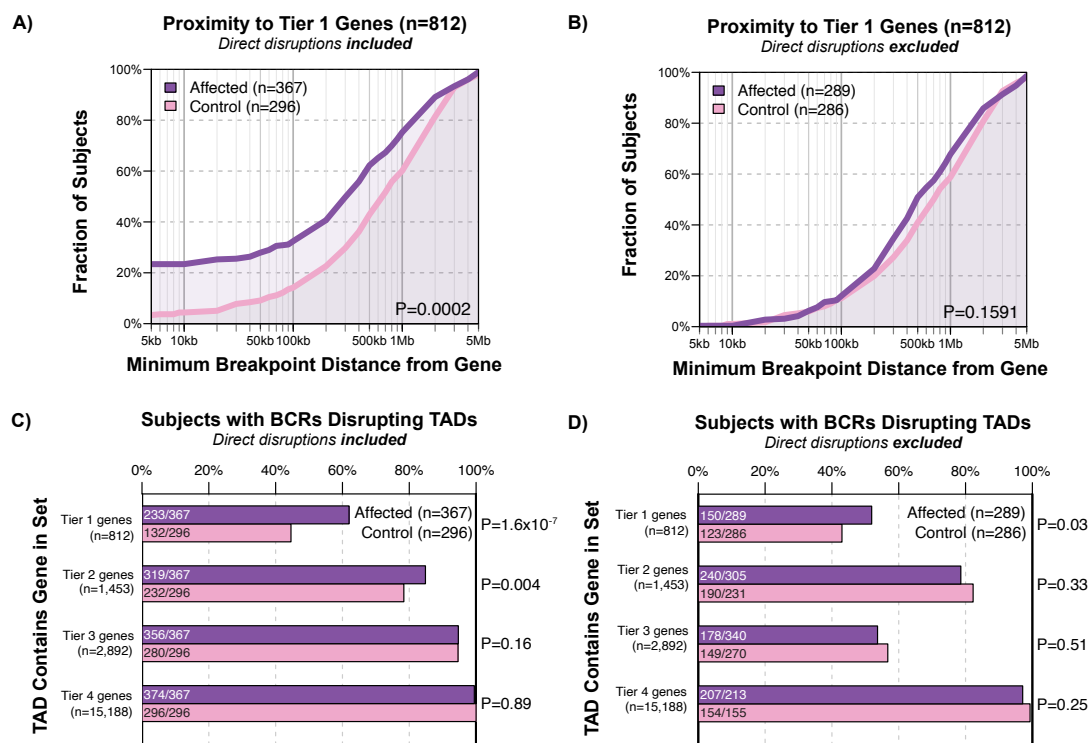 A)
Proximity to Tier 1 Genes (n=812)
Direct disruptions included
Fraction of Subjects
100%
80%
60%
40%
20%
0%
Affected (n=367)
Control (n=296)
P=0.0002
5kb 10kb 50kb 100kb 500kb 1Mb 5Mb
Minimum Breakpoint Distance from Gene
B)
Proximity to Tier 1 Genes (n=812)
Direct disruptions excluded
Fraction of Subjects
100%
80%
60%
40%
20%
0%
Affected (n=289)
Control (n=286)
P=0.1591
5kb 10kb 50kb 100kb 500kb 1Mb 5Mb
Minimum Breakpoint Distance from Gene
C)
Subjects with BCRs Disrupting TADs
Direct disruptions included
0% 20% 40% 60% 80% 100%
TAD Contains Gene in Set
Affected (n=367)
Control (n=296)
Tier 1 genes
(n=812)
233/367
132/296
P=1.6x10-7
Tier 2 genes
(n=1,453)
319/367
232/296
P=0.004
Tier 3 genes
(n=2,892)
356/367
280/296
P=0.16
Tier 4 genes
(n=15,188)
374/367
296/296
P=0.89
D)
Subjects with BCRs Disrupting TADs
Direct disruptions excluded
0% 20% 40% 60% 80% 100%
TAD Contains Gene in Set
Affected (n=289)
Control (n=286)
Tier 1 genes
(n=812)
150/289
123/286
P=0.03
Tier 2 genes
(n=1,453)
240/305
190/231
P=0.33
Tier 3 genes
(n=2,892)
178/340
149/270
P=0.51
Tier 4 genes
(n=15,188)
207/213
154/155
P=0.25